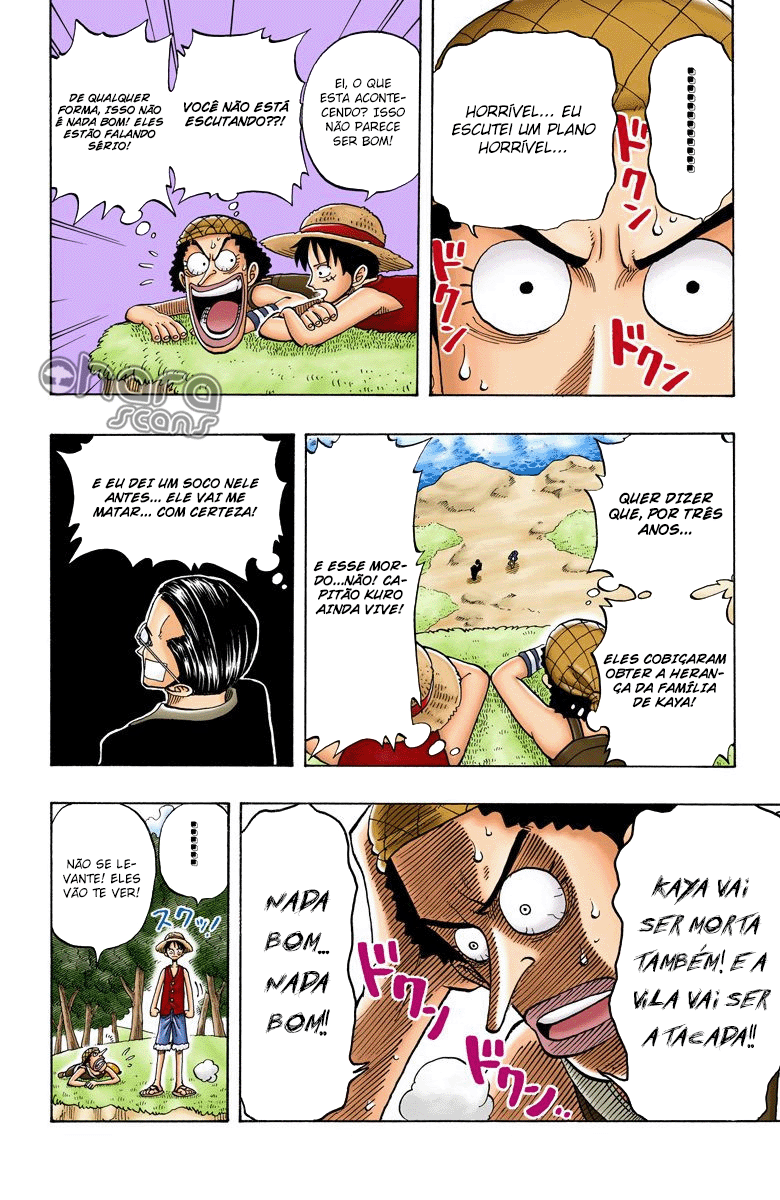 !!!!!!!!!!
HORRÍVEL... EU
ESCUTEI UM PLANO
HORRÍVEL...
ドクン
ドクン
ドクン
EI, O QUE
ESTA ACONTE-
CENDO? ISSO
NÃO PARECE
SER BOM!
VOCÊ NÃO ESTÁ
ESCUTANDO??!
DE QUALQUER
FORMA, ISSO NÃO
É NADA BOM! ELES
ESTÃO FALANDO
SÉRIO!
ohara
scans
QUER DIZER
QUE, POR TRÊS
ANOS...
ELES COBIÇARAM
OBTER A HERAN-
ÇA DA FAMÍLIA
DE KAYA!
E ESSE MOR-
DO...NÃO! CA-
PITÃO KURO
AINDA VIVE!
E EU DEI UM SOCO NELE
ANTES... ELE VAI ME
MATAR... COM CERTEZA!
KAYA VAI
SER MORTA
TAMBÉM! E A
VILA VAI SER
ATACADA!!
NADA
BOM...
NADA
BOM!!
ドクン
ドクン..
!!!!!
NÃO SE LE-
VANTE! ELES
VÃO TE VER!
スクッ!